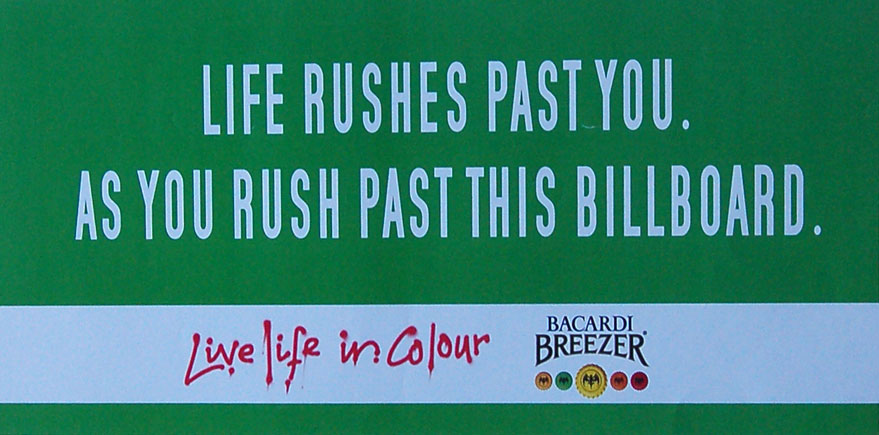 LIFE RUSHES PAST YOU.
AS YOU RUSH PAST THIS BILLBOARD.
Live life in Colour
BACARDI
BREEZER®